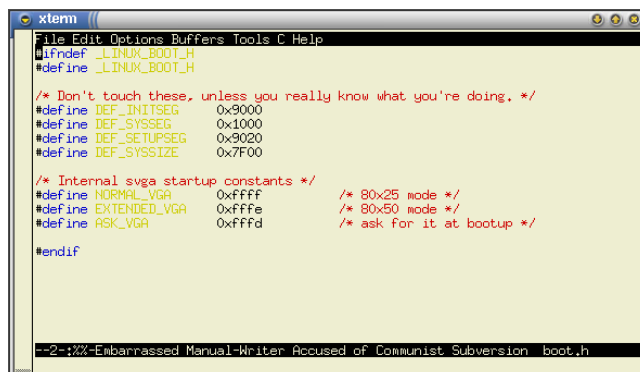 xterm
File Edit Options Buffers Tools C Help
#ifndef _LINUX_BOOT_H
#define _LINUX_BOOT_H
/* Don't touch these, unless you really know what you're doing. */
#define DEF_INITSEG 0x9000
#define DEF_SYSSEG 0x1000
#define DEF_SETUPSEG 0x9020
#define DEF_SYSSIZE 0x7F00
/* Internal svga startup constants */
#define NORMAL_VGA 0xffff /* 80x25 mode */
#define EXTENDED_VGA 0xfffe /* 80x50 mode */
#define ASK_VGA 0xfffd /* ask for it at bootup */
#endif
--2-:%%-Embarrassed Manual-Writer Accused of Communist Subversion boot.h